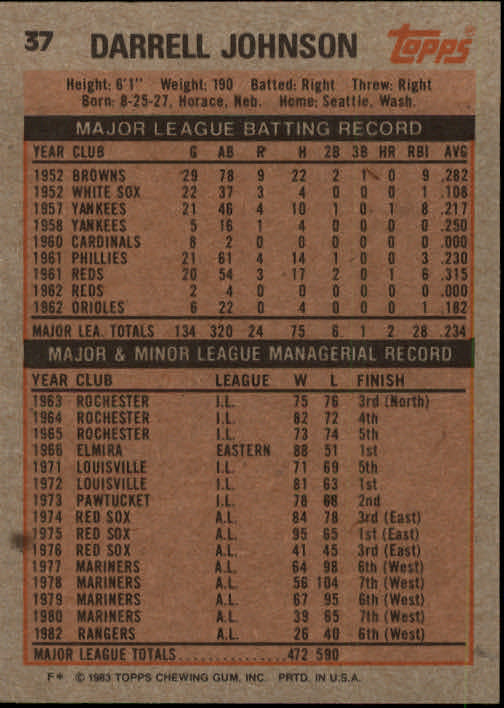 37 DARRELL JOHNSON Topps
Height: 6'1" Weight: 190 Batted: Right Threw: Right
Born: 8-25-27, Horace, Neb. Home: Seattle, Wash.
MAJOR LEAGUE BATTING RECORD
YEAR CLUB G AB R H 2B 3B HR RBI AVG
1952 BROWNS 29 78 9 22 2 1 0 9 .282
1952 WHITE SOX 22 37 3 4 0 0 0 1 .108
1957 YANKEES 21 46 4 10 1 0 1 8 .217
1958 YANKEES 5 16 1 4 0 0 0 0 .250
1960 CARDINALS 8 2 0 0 0 0 0 0 .000
1961 PHILLIES 21 61 4 14 1 0 0 3 .230
1961 REDS 20 54 3 17 2 0 1 6 .315
1962 REDS 2 4 0 0 0 0 0 0 .000
1962 ORIOLES 6 22 0 4 0 0 0 1 .182
MAJOR LEA. TOTALS 134 320 24 75 6 1 2 28 .234
MAJOR & MINOR LEAGUE MANAGERIAL RECORD
YEAR CLUB LEAGUE W L FINISH
1963 ROCHESTER I.L. 75 76 3rd (North)
1964 ROCHESTER I.L. 82 72 4th
1965 ROCHESTER I.L. 73 74 5th
1966 ELMIRA EASTERN 88 51 1st
1971 LOUISVILLE I.L. 71 69 5th
1972 LOUISVILLE I.L. 81 63 1st
1973 PAWTUCKET I.L. 78 68 2nd
1974 RED SOX A.L. 84 78 3rd (East)
1975 RED SOX A.L. 95 65 1st (East)
1976 RED SOX A.L. 41 45 3rd (East)
1977 MARINERS A.L. 64 98 6th (West)
1978 MARINERS A.L. 56 104 7th (West)
1979 MARINERS A.L. 67 95 6th (West)
1980 MARINERS A.L. 39 65 7th (West)
1982 RANGERS A.L. 26 40 6th (West)
MAJOR LEAGUE TOTALS................472 590
F* © 1983 TOPPS CHEWING GUM, INC. PRTD. IN U.S.A.